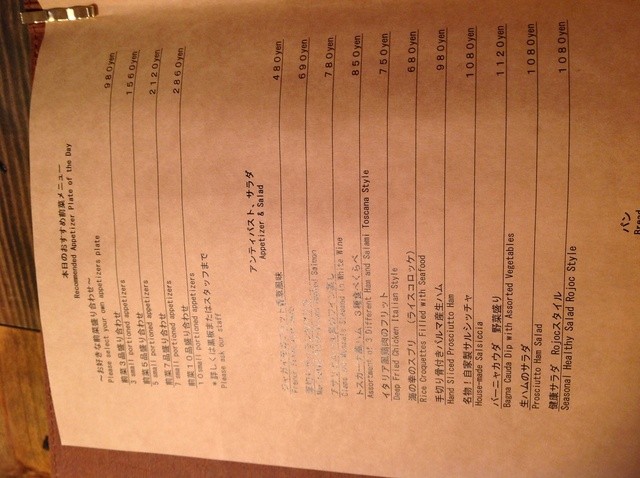 本日のおすすめ前菜メニュー
Recommended Appetizer Plate of the Day
～お好きな前菜盛り合わせ～
Please select your own appetizers plate
前菜3品盛り合わせ 980yen
3 small portioned appetizers
前菜5品盛り合わせ 1560yen
5 small portioned appetizers
前菜7品盛り合わせ 2120yen
7 small portioned appetizers
前菜10品盛り合わせ 2860yen
10 small portioned appetizers
*詳しくは黒板またはスタッフまで
Please ask our staff
アンティパスト、サラダ
Appetizer & Salad
480yen
690yen
of Salmon
780yen
Steamed in White Wine
トスカーナ風ハム 3種食べくらべ 850yen
Assortment of 3 Different Ham and Salami Toscana Style
イタリア風鶏肉のフリット 750yen
Deep Fried Chicken Italian Style
海の幸のスプリ (ライスコロッケ) 680yen
Rice Croquettes Filled with Seafood
手切り骨付きパルマ産生ハム 980yen
Hand Sliced Prosciutto Ham
名物!自家製サルシッチャ 1080yen
House-made Salsiccia
バーニャカウダ 野菜盛り 1120yen
Bagna Cauda Dip with Assorted Vegetables
生ハムのサラダ 1080yen
Prosciutto Ham Salad
健康サラダ Rojocスタイル 1080yen
Seasonal Healthy Salad Rojoc Style
パン
Bread